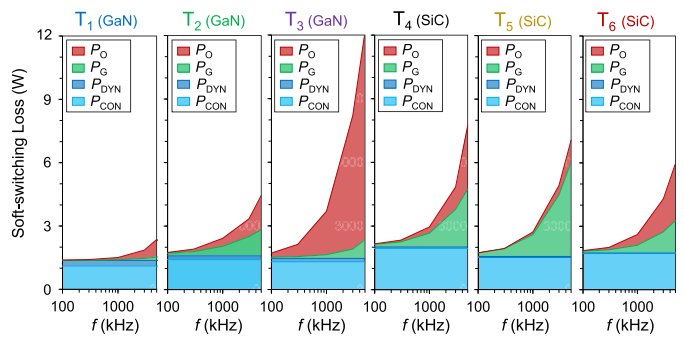 T1 (GaN) T2 (GaN) T3 (GaN) T4 (SiC) T5 (SiC) T6 (SiC)
Soft-switching Loss (W)
12
9
6
3
0
PO PO PO PO PO PO
PG PG PG PG PG PG
PDYN PDYN PDYN PDYN PDYN PDYN
PCON PCON PCON PCON PCON PCON
100 1000 100 1000 100 1000 100 1000 100 1000 100 1000
f (kHz) f (kHz) f (kHz) f (kHz) f (kHz) f (kHz)